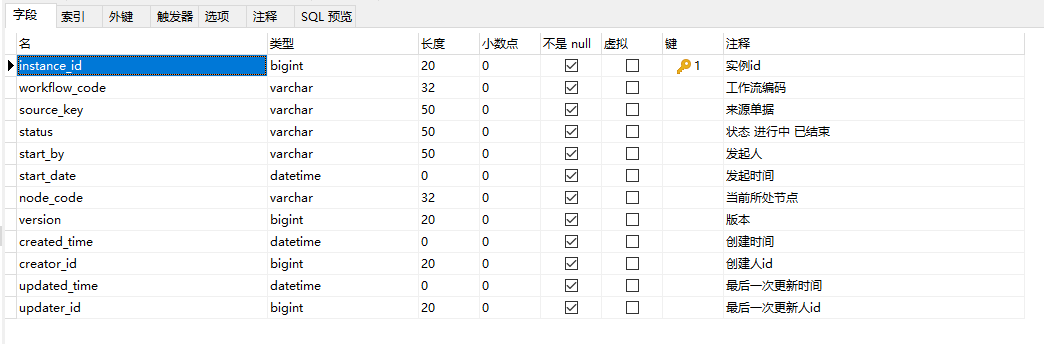 字段 索引 外键 触发器 选项 注释 SQL 预览
名 类型 长度 小数点 不是 null 虚拟 键 注释
instance_id bigint 20 0 1 实例id
workflow_code varchar 32 0 工作流编码
source_key varchar 50 0 来源单据
status varchar 50 0 状态 进行中 已结束
start_by varchar 50 0 发起人
start_date datetime 0 0 发起时间
node_code varchar 32 0 当前所处节点
version bigint 20 0 版本
created_time datetime 0 0 创建时间
creator_id bigint 20 0 创建人id
updated_time datetime 0 0 最后一次更新时间
updater_id bigint 20 0 最后一次更新人id